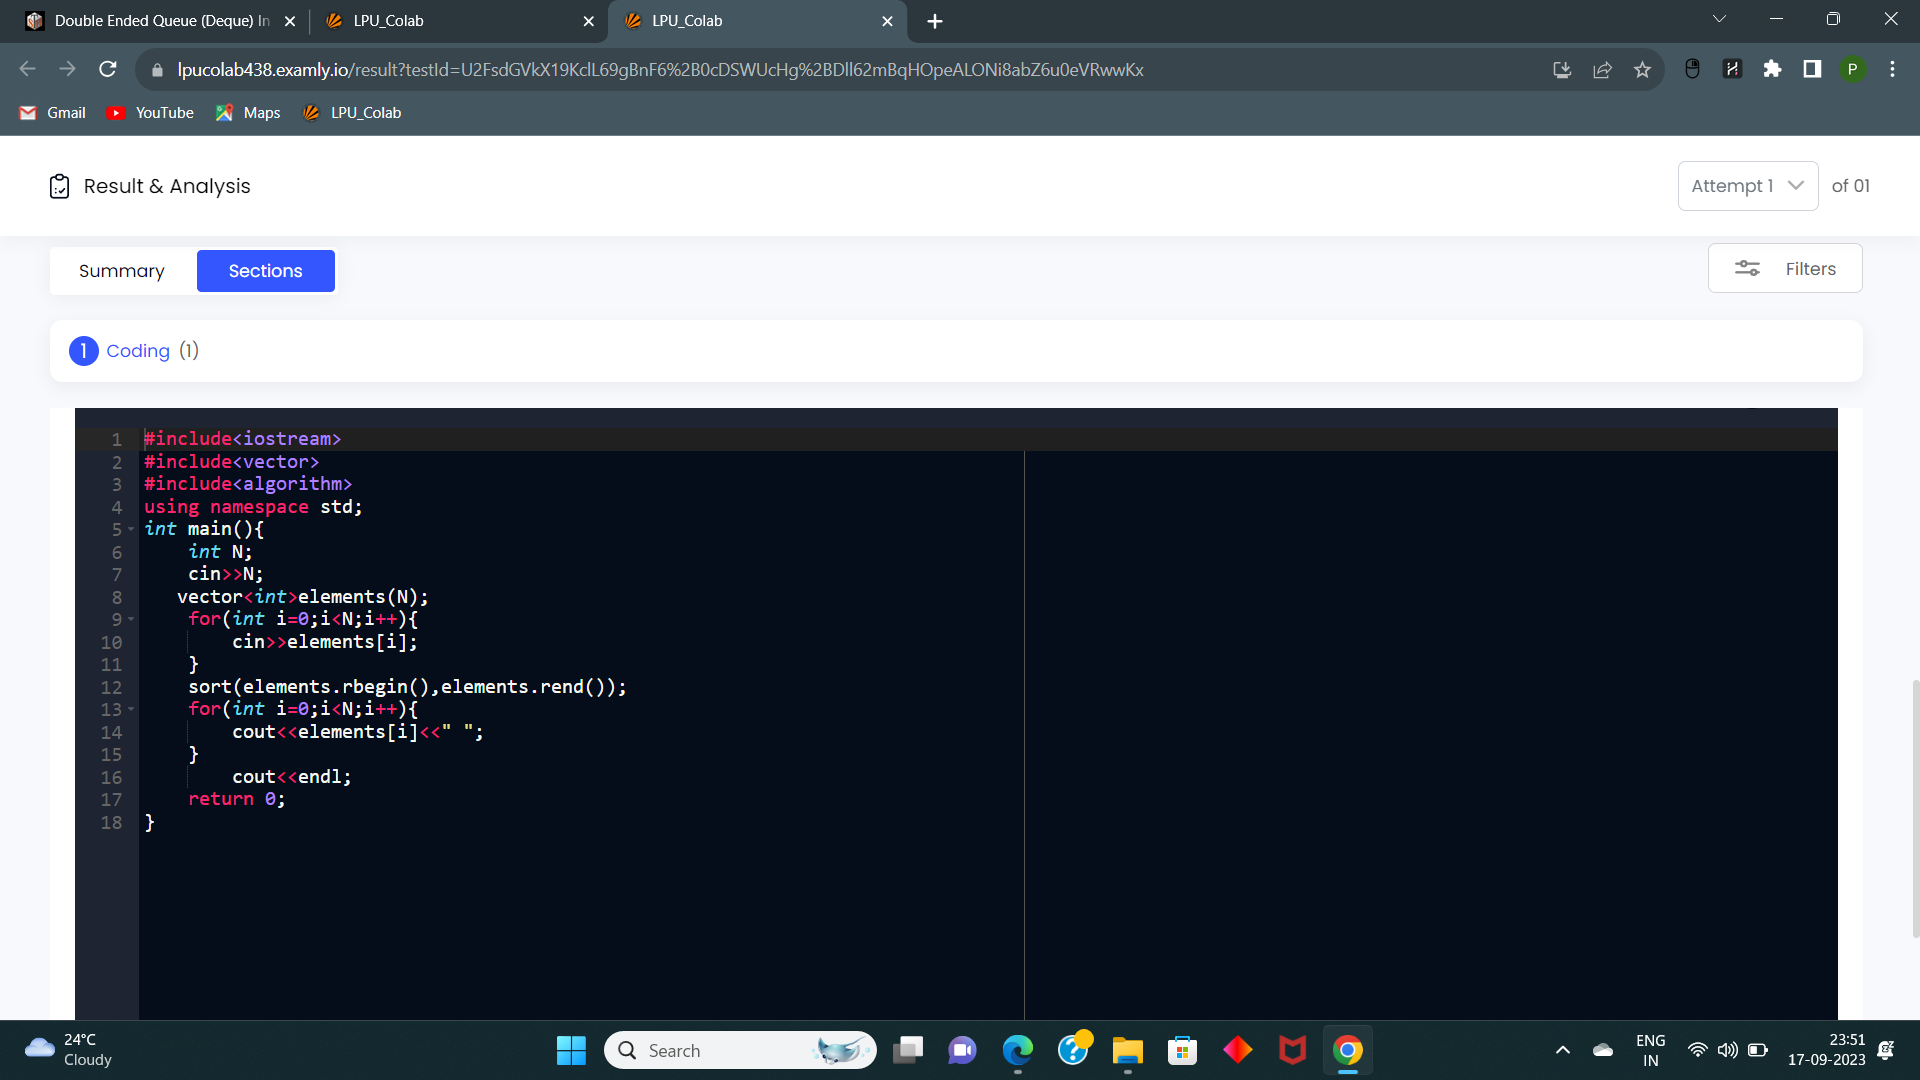 Double Ended Queue (Deque) In
LPU_Colab
LPU_Colab
lpucolab438.examly.io/result?testId=U2FsdGVkX19KclL69gBnF6%2B0cDSWUcHg%2BDll62mBqHOpeALONi8abZ6u0eVRwwKx
P
Gmail
YouTube
Maps
LPU_Colab
Result & Analysis
Attempt 1
of 01
Summary
Sections
Filters
1 Coding (1)
1 #include<iostream>
2 #include<vector>
3 #include<algorithm>
4 using namespace std;
5 int main(){
6 int N;
7 cin>>N;
8 vector<int>elements(N);
9 for(int i=0;i<N;i++){
10 cin>>elements[i];
11 }
12 sort(elements.rbegin(),elements.rend());
13 for(int i=0;i<N;i++){
14 cout<<elements[i]<<" ";
15 }
16 cout<<endl;
17 return 0;
18 }
24°C
Cloudy
Search
ENG
IN
23:51
17-09-2023